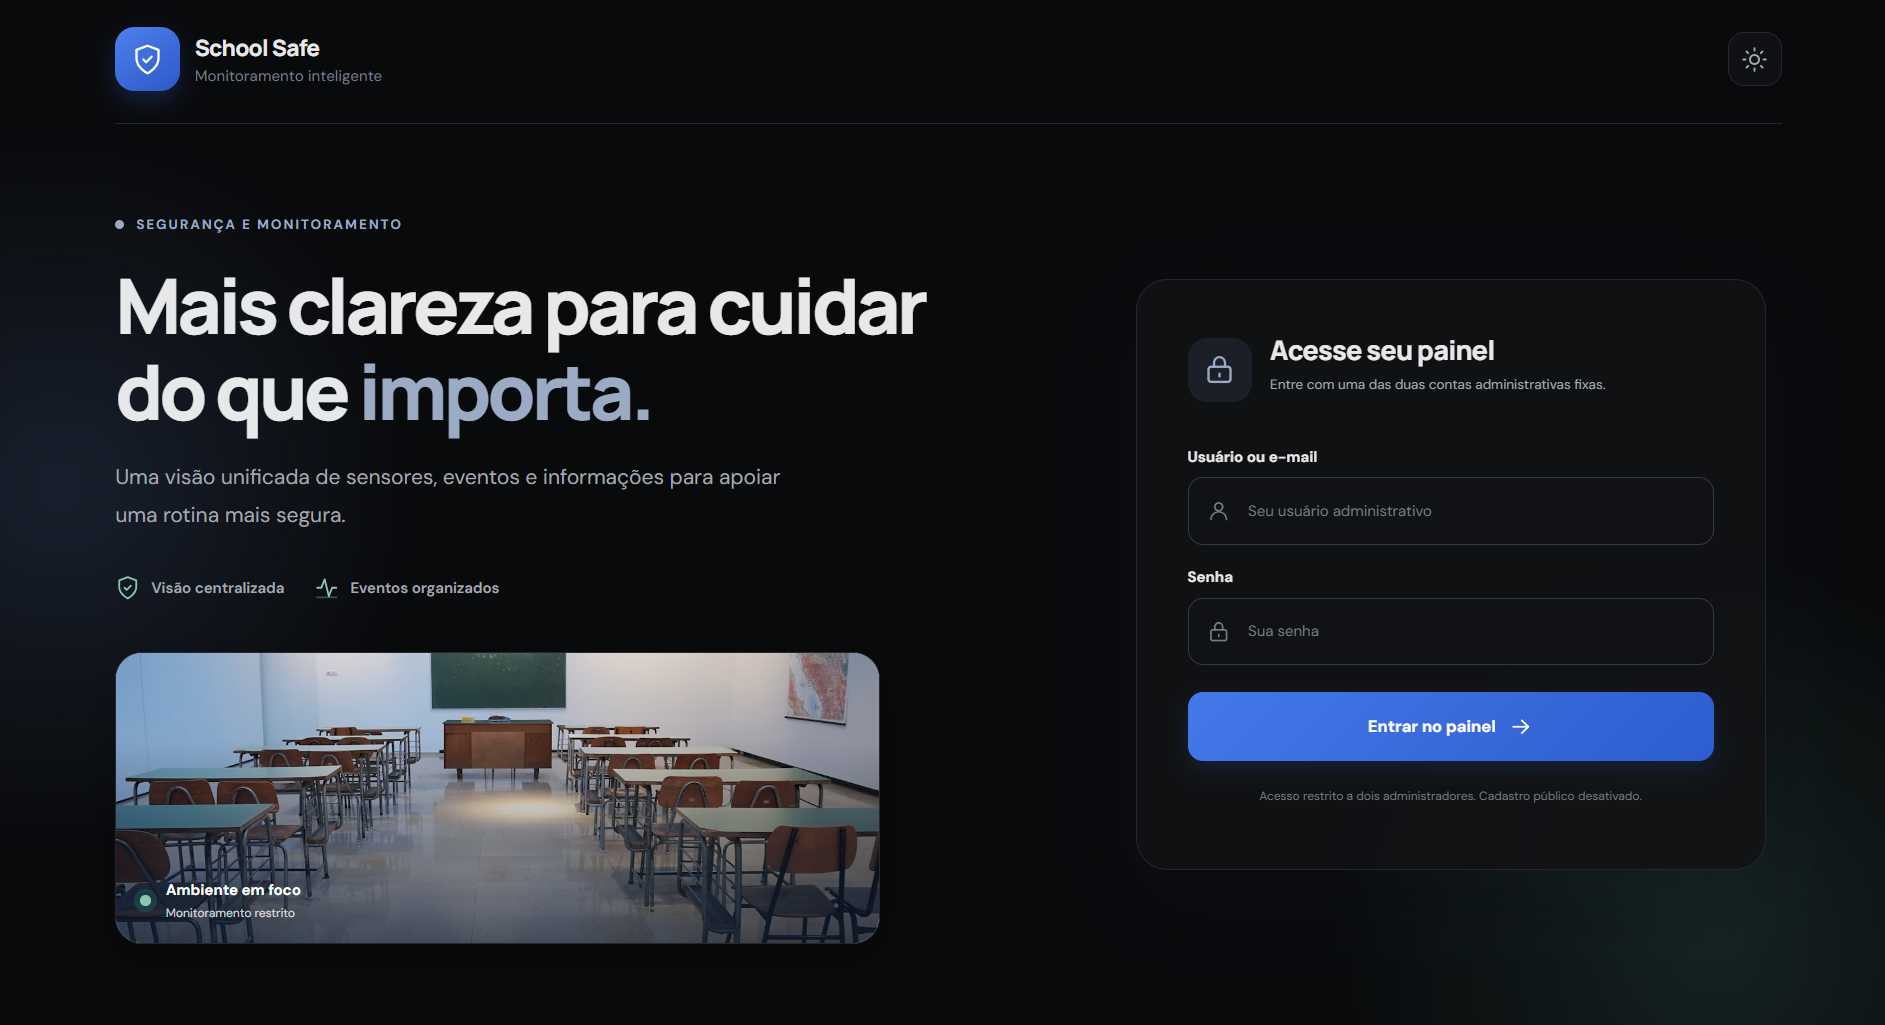 School Safe
Monitoramento inteligente
SEGURANÇA E MONITORAMENTO
Mais clareza para cuidar
do que importa.
Uma visão unificada de sensores, eventos e informações para apoiar
uma rotina mais segura.
Visão centralizada
Eventos organizados
Ambiente em foco
Monitoramento restrito
Acesse seu painel
Entre com uma das duas contas administrativas fixas.
Usuário ou e-mail
Seu usuário administrativo
Senha
Sua senha
Entrar no painel
Acesso restrito a dois administradores. Cadastro público desativado.